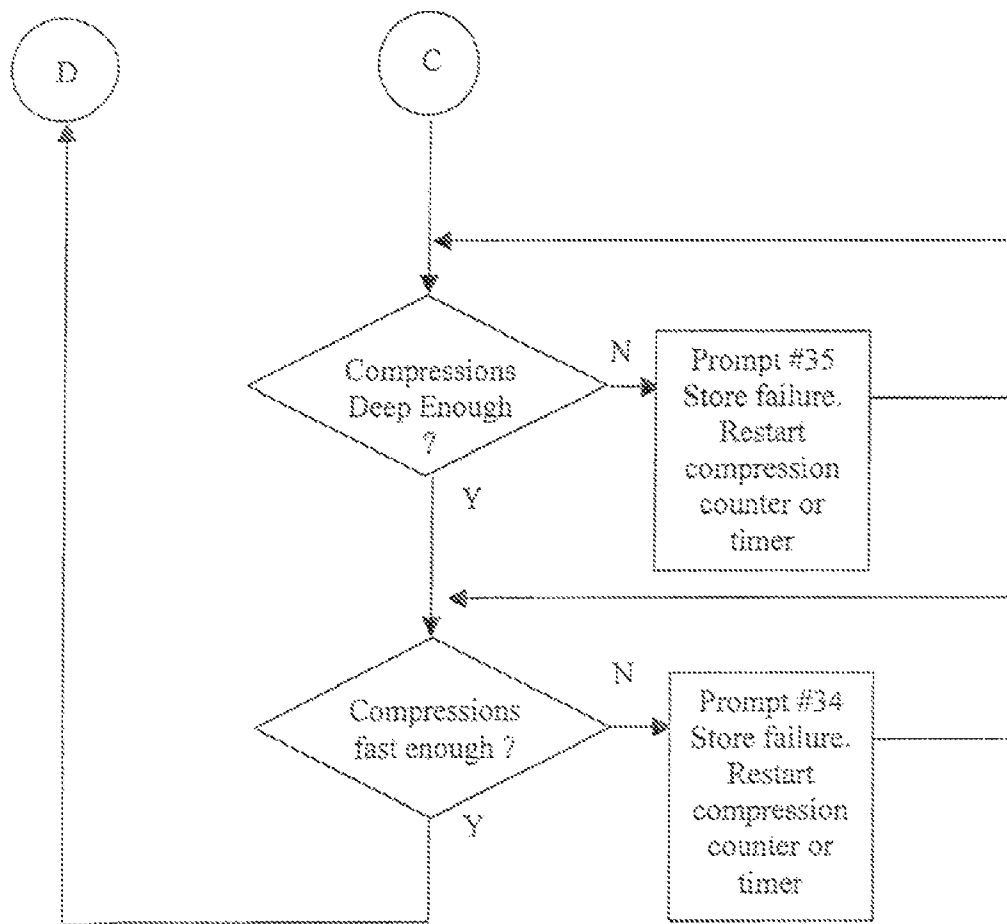 D
C
Compressions
Deep Enough
?
N
Prompt #35
Store failure.
Restart
compression
counter or
timer
Y
Compressions
fast enough ?
N
Prompt #34
Store failure.
Restart
compression
counter or
timer
Y